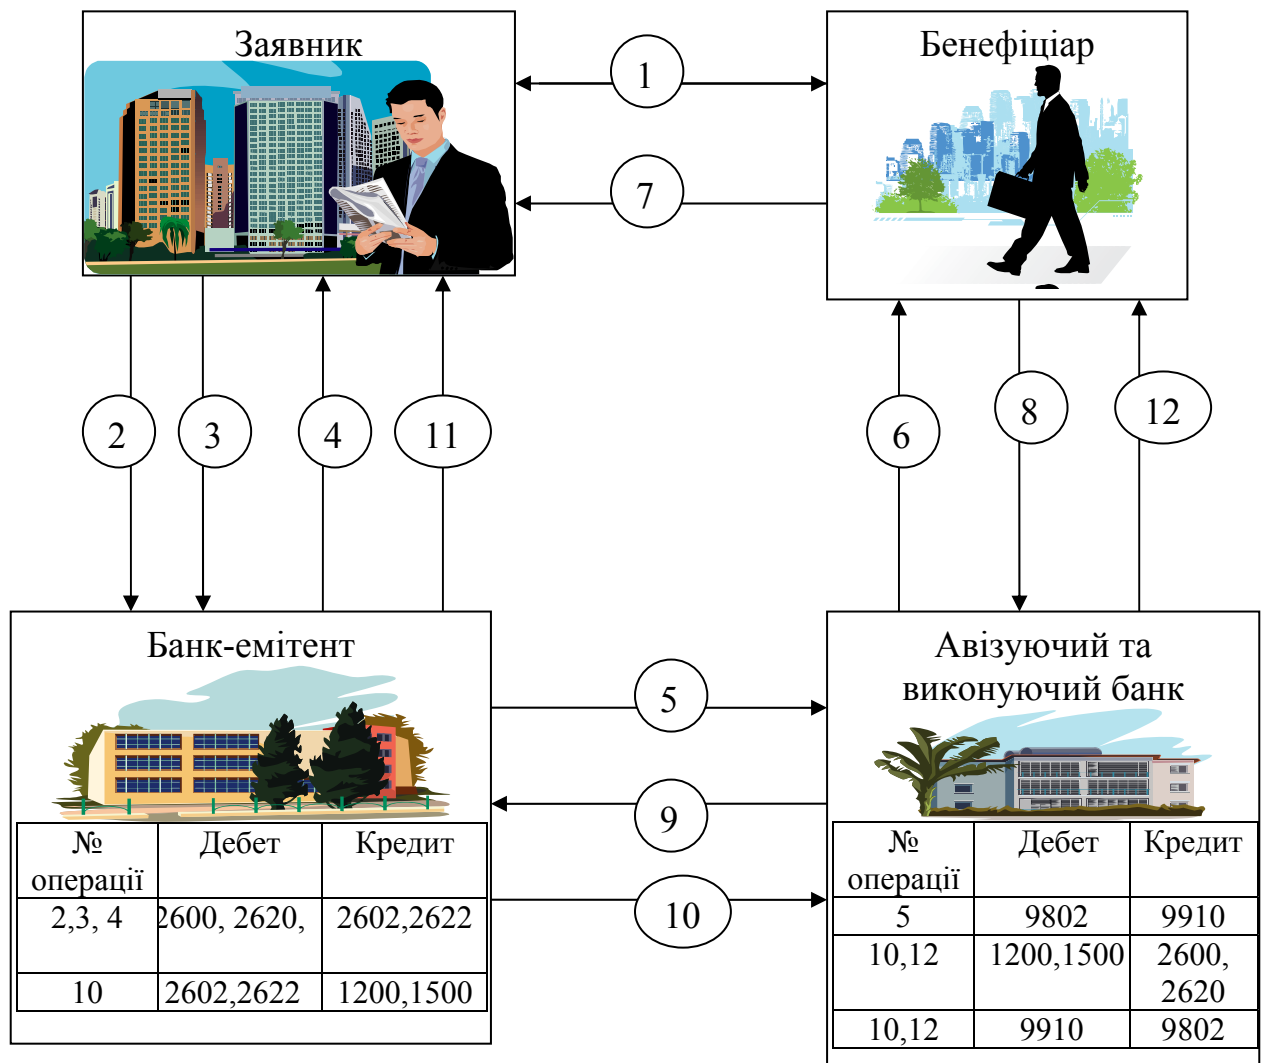 Заявник
Бенефіціар
1
7
2
3
4
11
6
8
12
Банк-емітент
Авізуючий та
виконуючий банк
5
9
10
№ операції Дебет Кредит
2,3, 4 2600, 2620, 2602,2622
10 2602,2622 1200,1500
№ операції Дебет Кредит
5 9802 9910
10,12 1200,1500 2600, 2620
10,12 9910 9802